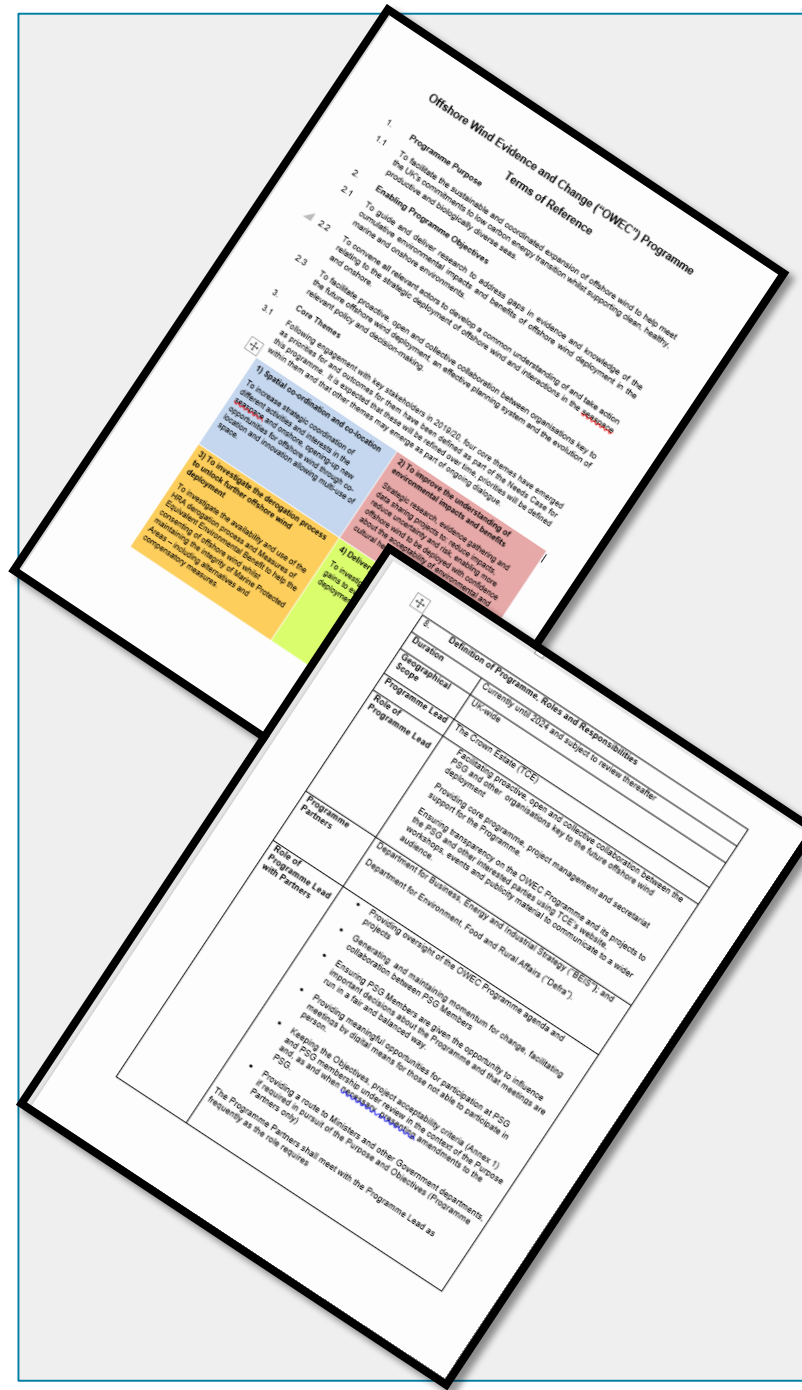 Offshore Wind Evidence and Change ("OWEC") Programme
Terms of Reference
1. Programme Purpose
1.1 To facilitate the sustainable and coordinated expansion of offshore wind to help meet
the UK's commitments to low carbon energy transition whilst supporting clean, healthy,
productive and biologically diverse seas.
2. Enabling Programme Objectives
2.1 To guide and deliver research to address gaps in evidence and knowledge of the
cumulative environmental impacts and benefits of offshore wind deployment in the
marine and onshore environments.
2.2 To convene all relevant actors to develop a common understanding of and take action
relating to the strategic deployment of offshore wind and interactions in the seaspace
and onshore.
2.3 To facilitate proactive, open and collective collaboration between organisations key to
the future offshore wind deployment, an effective planning system and the evolution of
relevant policy and decision-making.
3. Core Themes
3.1 Following engagement with key stakeholders in 2019/20, four core themes have emerged
as priorities for and outcomes for them have been defined as part of the Needs Case for
this programme. It is expected that these will be refined over time, priorities will be defined
within them and that other themes may emerge as part of ongoing dialogue.
1) Spatial co-ordination and co-location
To increase strategic coordination of
different activities and interests in the
seaspace and onshore, opening-up new
opportunities for offshore wind through co-
location and innovation allowing multi-use of
space.
2) To improve the understanding of
environmental impacts and benefits
Strategic research, evidence gathering and
data sharing projects to: reduce impacts,
reduce uncertainty and risk, enabling more
offshore wind to be deployed with confidence
about the acceptability of environmental and
cultural he
3) To investigate the derogation process
to unlock further offshore wind
deployment
To investigate the availability and use of the
HRA derogation process and Measures of
Equivalent Environmental Benefit to help the
consenting of offshore wind whilst
maintaining the integrity of Marine Protected
Areas – including alternatives and
compensatory measures.
4) Deliver
To investig
gains to e
deploymen
8. Definition of Programme, Roles and Responsibilities
Duration Currently until 2024 and subject to review thereafter
Geographical
Scope UK-wide
Programme Lead The Crown Estate (TCE)
Role of
Programme Lead
Facilitating proactive, open and collective collaboration between the
PSG and other organisations key to the future offshore wind
deployment
Providing core programme, project management and secretariat
support for the Programme.
Ensuring transparency on the OWEC Programme and its projects to
the PSG and other interested parties using TCE's website,
workshops, events and publicity material to communicate to a wider
audience.
Programme
Partners
Department for Business, Energy and Industrial Strategy ("BEIS"); and
Department for Environment, Food and Rural Affairs ("Defra").
Role of
Programme Lead
with Partners
• Providing oversight of the OWEC Programme agenda and
projects
• Generating and maintaining momentum for change, facilitating
collaboration between PSG Members
• Ensuring PSG Members are given the opportunity to influence
important decisions about the Programme and that meetings are
run in a fair and balanced way.
• Providing meaningful opportunities for participation at PSG
meetings by digital means for those not able to participate in
person.
• Keeping the Objectives, project acceptability criteria (Annex 1)
and PSG membership under review in the context of the Purpose
and, as and when necessary, presenting amendments to the
PSG.
• Providing a route to Ministers and other Government departments,
if required in pursuit of the Purpose and Objectives (Programme
Partners only)
The Programme Partners shall meet with the Programme Lead as
frequently as the role requires